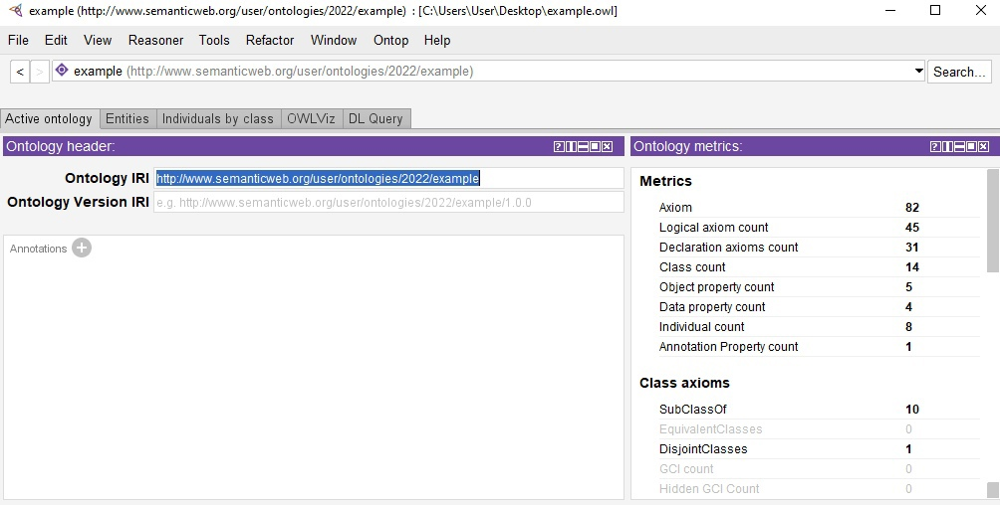 example (http://www.semanticweb.org/user/ontologies/2022/example) : [C:\Users\User\Desktop\example.owl]
File Edit View Reasoner Tools Refactor Window Ontop Help
< > example (http://www.semanticweb.org/user/ontologies/2022/example) Search...
Active ontology Entities Individuals by class OWLViz DL Query
Ontology header:
Ontology IRI http://www.semanticweb.org/user/ontologies/2022/example
Ontology Version IRI e.g. http://www.semanticweb.org/user/ontologies/2022/example/1.0.0
Annotations
Ontology metrics:
Metrics
Axiom 82
Logical axiom count 45
Declaration axioms count 31
Class count 14
Object property count 5
Data property count 4
Individual count 8
Annotation Property count 1
Class axioms
SubClassOf 10
EquivalentClasses 0
DisjointClasses 1
GCI count 0
Hidden GCI Count 0